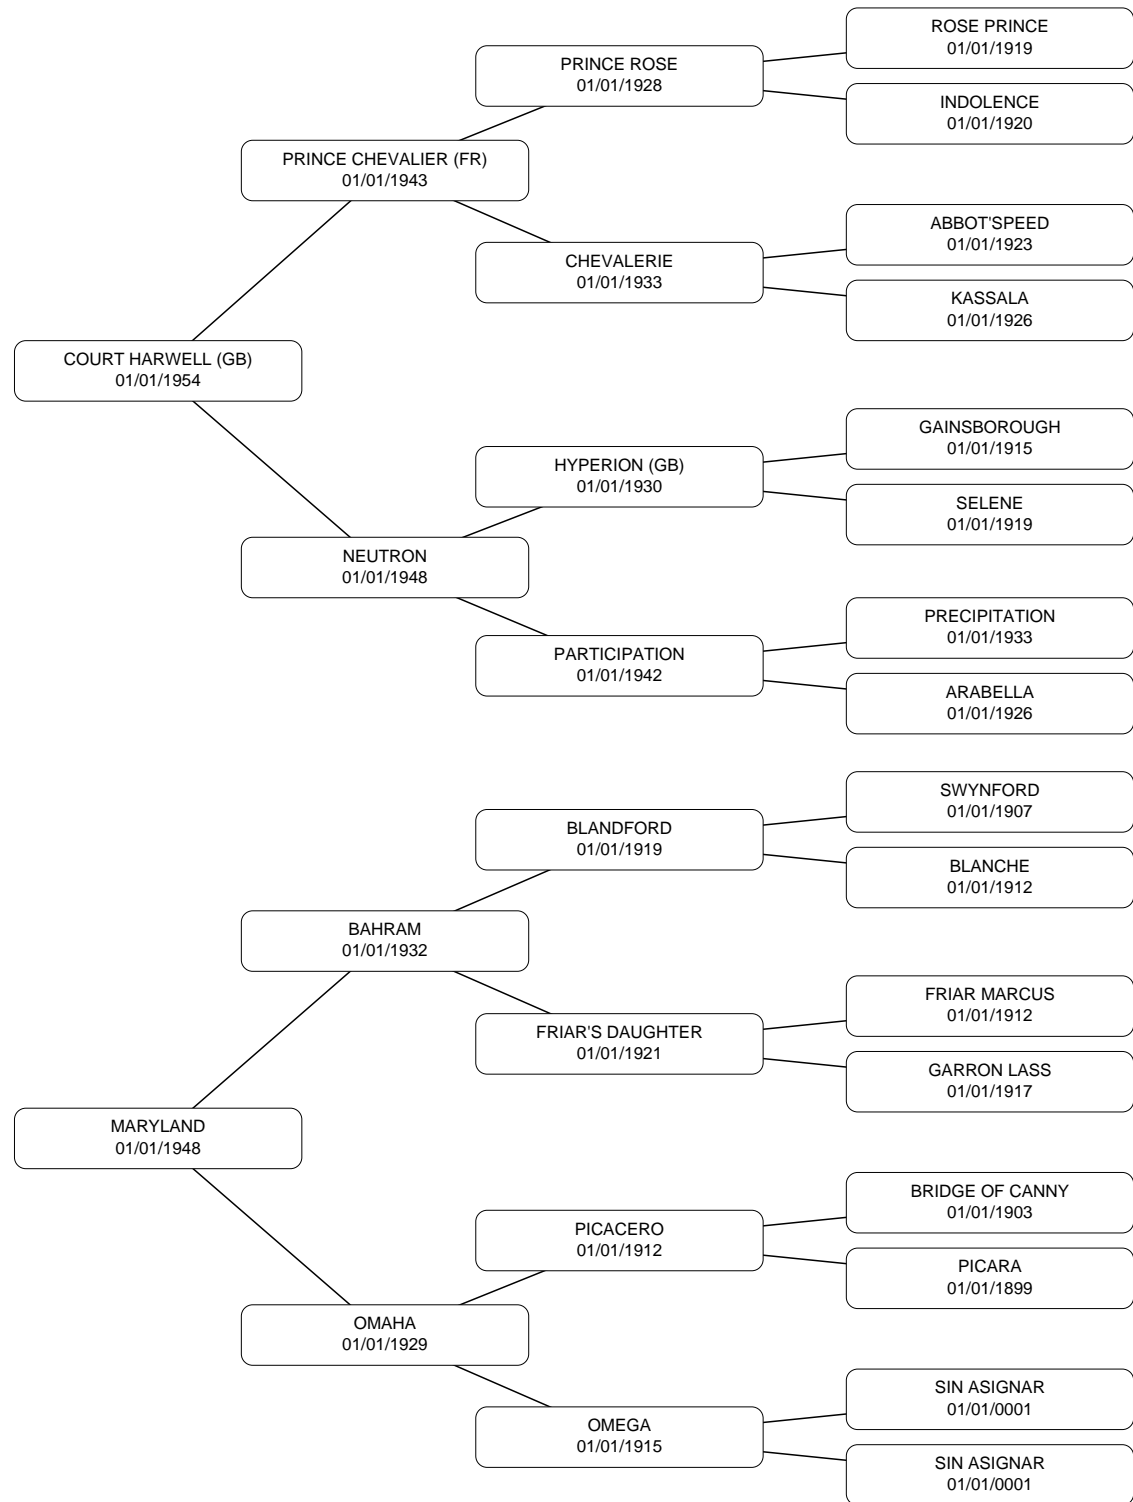 ROSE PRINCE
01/01/1919
PRINCE ROSE
01/01/1928
INDOLENCE
01/01/1920
PRINCE CHEVALIER (FR)
01/01/1943
ABBOT'SPEED
01/01/1923
CHEVALERIE
01/01/1933
KASSALA
01/01/1926
COURT HARWELL (GB)
01/01/1954
GAINSBOROUGH
01/01/1915
HYPERION (GB)
01/01/1930
SELENE
01/01/1919
NEUTRON
01/01/1948
PRECIPITATION
01/01/1933
PARTICIPATION
01/01/1942
ARABELLA
01/01/1926
SWYNFORD
01/01/1907
BLANDFORD
01/01/1919
BLANCHE
01/01/1912
BAHRAM
01/01/1932
FRIAR MARCUS
01/01/1912
FRIAR'S DAUGHTER
01/01/1921
GARRON LASS
01/01/1917
MARYLAND
01/01/1948
BRIDGE OF CANNY
01/01/1903
PICACERO
01/01/1912
PICARA
01/01/1899
OMAHA
01/01/1929
SIN ASIGNAR
01/01/0001
OMEGA
01/01/1915
SIN ASIGNAR
01/01/0001